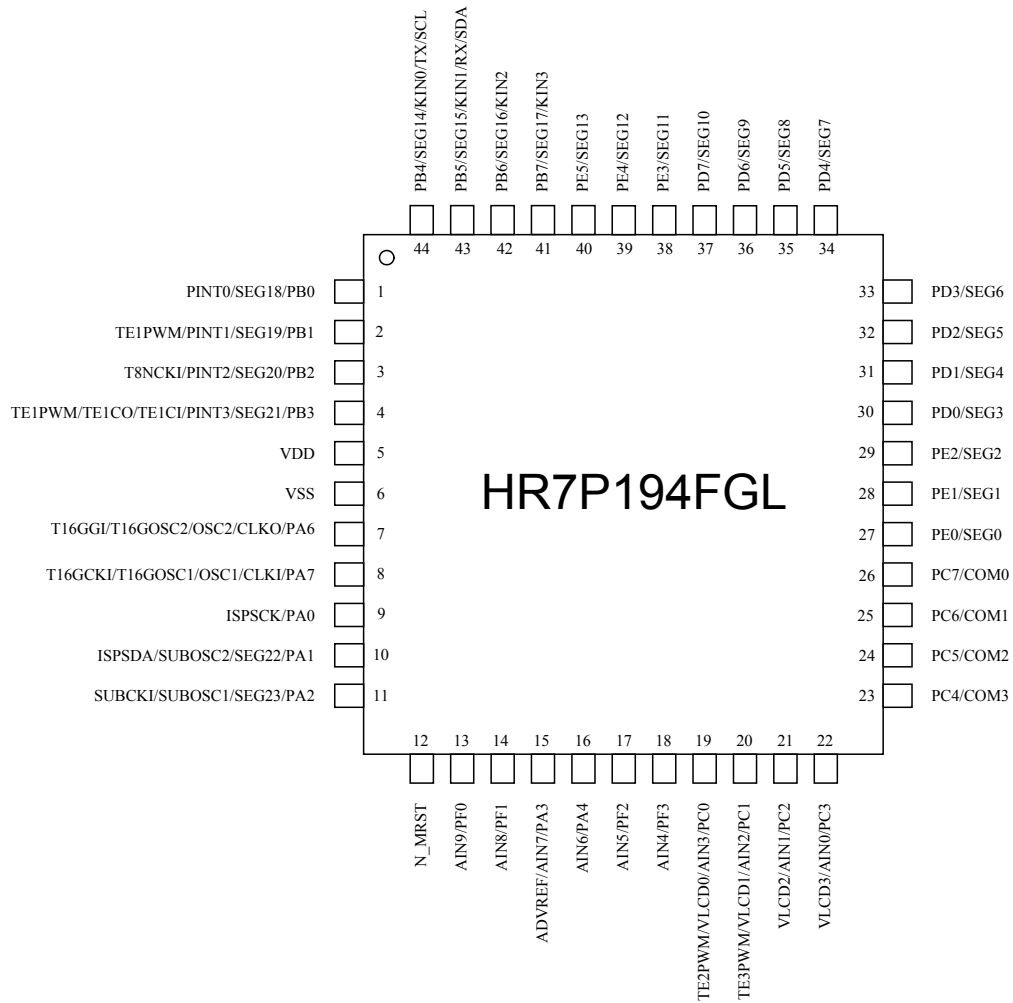 PB4/SEG14/KIN0/TX/SCL
PB5/SEG15/KIN1/RX/SDA
PB6/SEG16/KIN2
PB7/SEG17/KIN3
PE5/SEG13
PE4/SEG12
PE3/SEG11
PD7/SEG10
PD6/SEG9
PD5/SEG8
PD4/SEG7
44 43 42 41 40 39 38 37 36 35 34
PINT0/SEG18/PB0 1
TE1PWM/PINT1/SEG19/PB1 2
T8NCKI/PINT2/SEG20/PB2 3
TE1PWM/TE1CO/TE1CI/PINT3/SEG21/PB3 4
VDD 5
VSS 6
T16GGI/T16GOSC2/OSC2/CLKO/PA6 7
T16GCKI/T16GOSC1/OSC1/CLKI/PA7 8
ISPSCK/PA0 9
ISPSDA/SUBOSC2/SEG22/PA1 10
SUBCKI/SUBOSC1/SEG23/PA2 11
HR7P194FGL
33 PD3/SEG6
32 PD2/SEG5
31 PD1/SEG4
30 PD0/SEG3
29 PE2/SEG2
28 PE1/SEG1
27 PE0/SEG0
26 PC7/COM0
25 PC6/COM1
24 PC5/COM2
23 PC4/COM3
12 13 14 15 16 17 18 19 20 21 22
N_MRST
AIN9/PF0
AIN8/PF1
ADVREF/AIN7/PA3
AIN6/PA4
AIN5/PF2
AIN4/PF3
TE2PWM/VLCD0/AIN3/PC0
TE3PWM/VLCD1/AIN2/PC1
VLCD2/AIN1/PC2
VLCD3/AIN0/PC3